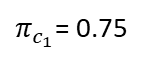 π_{c_1} = 0.75